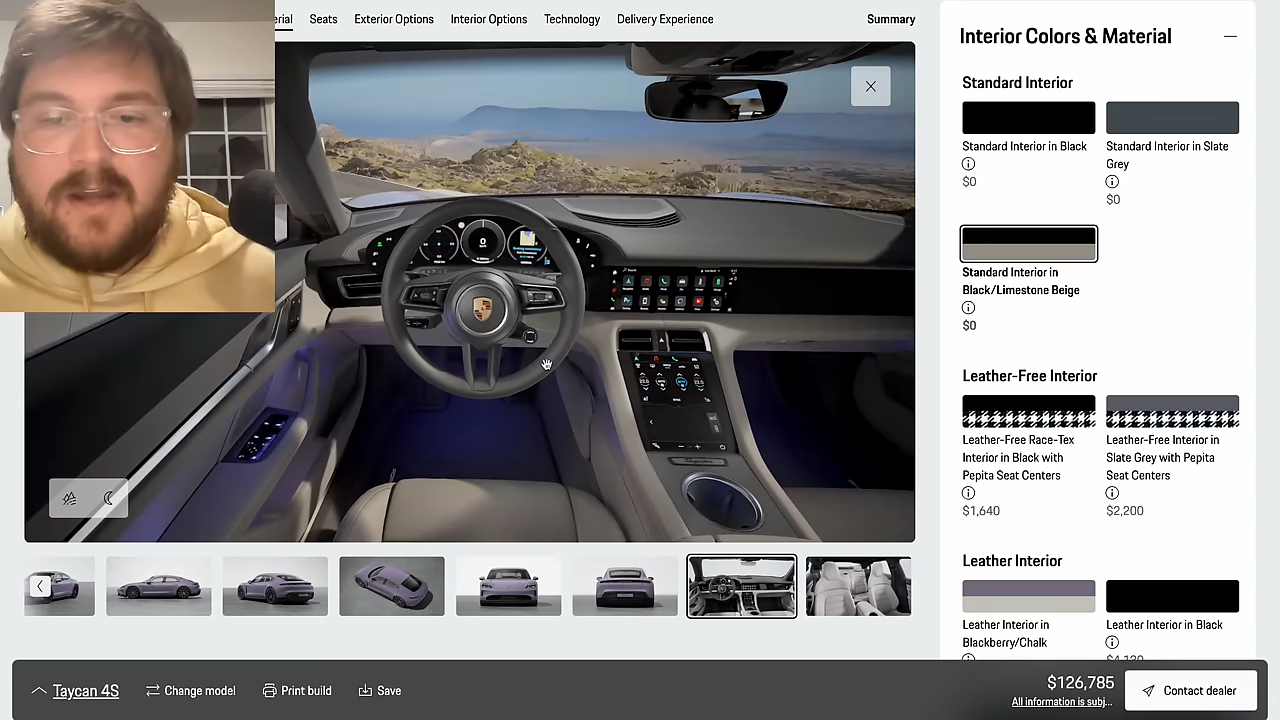 erial
Seats
Exterior Options
Interior Options
Technology
Delivery Experience
Summary
Interior Colors & Material
Standard Interior
Standard Interior in Black
$0
Standard Interior in Slate
Grey
$0
Standard Interior in
Black/Limestone Beige
$0
Leather-Free Interior
Leather-Free Race-Tex
Interior in Black with
Pepita Seat Centers
$1,640
Leather-Free Interior in
Slate Grey with Pepita
Seat Centers
$2,200
Leather Interior
Leather Interior in
Blackberry/Chalk
Leather Interior in Black
Taycan 4S
Change model
Print build
Save
$126,785
All information is subj...
Contact dealer